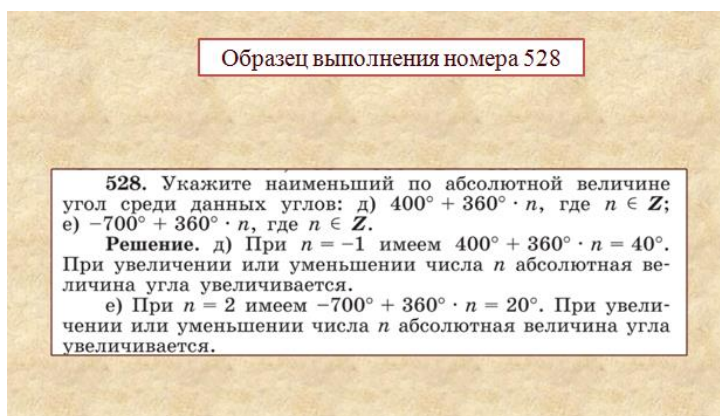 Образец выполнения номера 528
528. Укажите наименьший по абсолютной величине
угол среди данных углов: д) 400° + 360° · n, где n ∈ Z;
е) −700° + 360° · n, где n ∈ Z.
Решение. д) При n = −1 имеем 400° + 360° · n = 40°.
При увеличении или уменьшении числа n абсолютная ве-
личина угла увеличивается.
е) При n = 2 имеем −700° + 360° · n = 20°. При увели-
чении или уменьшении числа n абсолютная величина угла
увеличивается.